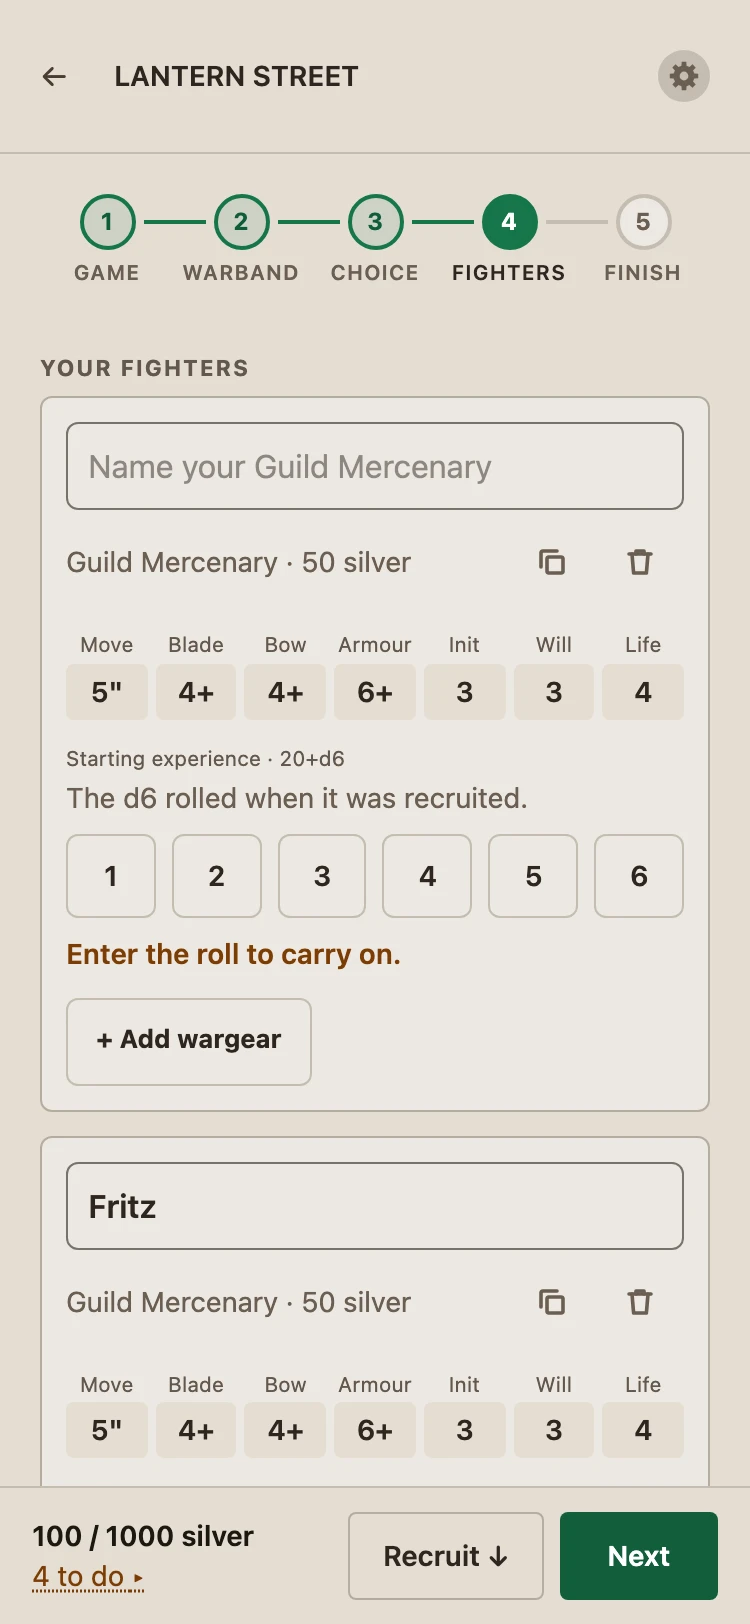 ← LANTERN STREET
1 2 3 4 5
GAME WARBAND CHOICE FIGHTERS FINISH
YOUR FIGHTERS
Name your Guild Mercenary
Guild Mercenary · 50 silver
Move Blade Bow Armour Init Will Life
5" 4+ 4+ 6+ 3 3 4
Starting experience · 20+d6
The d6 rolled when it was recruited.
1 2 3 4 5 6
Enter the roll to carry on.
+ Add wargear
Fritz
Guild Mercenary · 50 silver
Move Blade Bow Armour Init Will Life
5" 4+ 4+ 6+ 3 3 4
100 / 1000 silver
4 to do ▸
Recruit ↓
Next